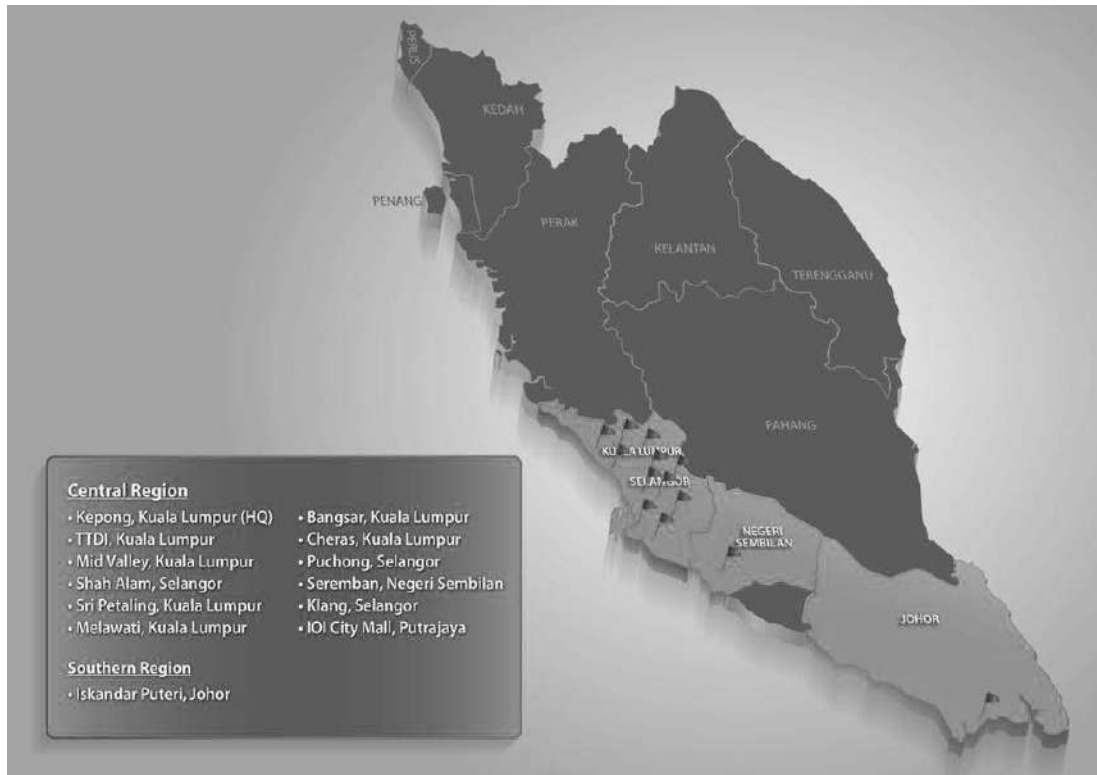 PERLIS
KEDAH
PENANG
PERAK
KELANTAN
TERENGGANU
PAHANG
KUALA LUMPUR
SELANGOR
NEGERI
SEMBILAN
JOHOR
Central Region
• Kepong, Kuala Lumpur (HQ)
• TTDI, Kuala Lumpur
• Mid Valley, Kuala Lumpur
• Shah Alam, Selangor
• Sri Petaling, Kuala Lumpur
• Melawati, Kuala Lumpur
• Bangsar, Kuala Lumpur
• Cheras, Kuala Lumpur
• Puchong, Selangor
• Seremban, Negeri Sembilan
• Klang, Selangor
• IOI City Mall, Putrajaya
Southern Region
• Iskandar Puteri, Johor